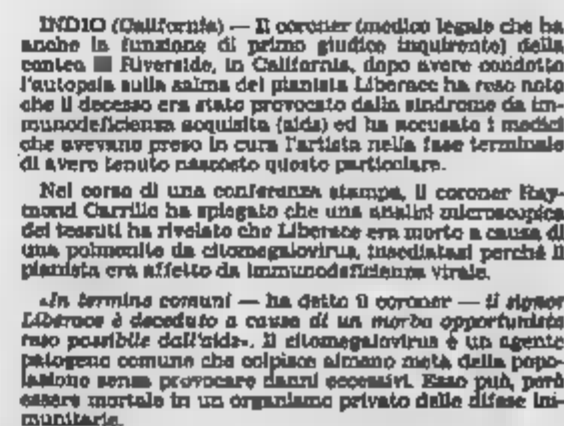 INDIO (California) — Il coroner (medico legale che ha
anche la funzione di primo giudice inquirente) della
contea Riverside, in California, dopo avere condotto
l'autopsia sulla salma del pianista Liberace ha reso noto
che il decesso era stato provocato dalla sindrome da im-
munodeficienza acquisita (aids) ed ha accusato i medici
che avevano preso in cura l'artista nella fase terminale
di avere tenuto nascosto questo particolare.
Nel corso di una conferenza stampa, il coroner Ray-
mond Carrillo ha spiegato che una analisi microscopica
dei tessuti ha rivelato che Liberace era morto a causa di
una polmonite da citomegalovirus, insediatasi perché il
pianista era affetto da immunodeficienza virale.
«In termine comuni — ha detto il coroner — il signor
Liberace è deceduto a causa di un morbo opportunista
reso possibile dall'aids». Il citomegalovirus è un agente
patogeno comune che colpisce almeno metà della popo-
lazione senza provocare danni eccessivi. Esso può, però
essere mortale in un organismo privato delle difese im-
munitarie.